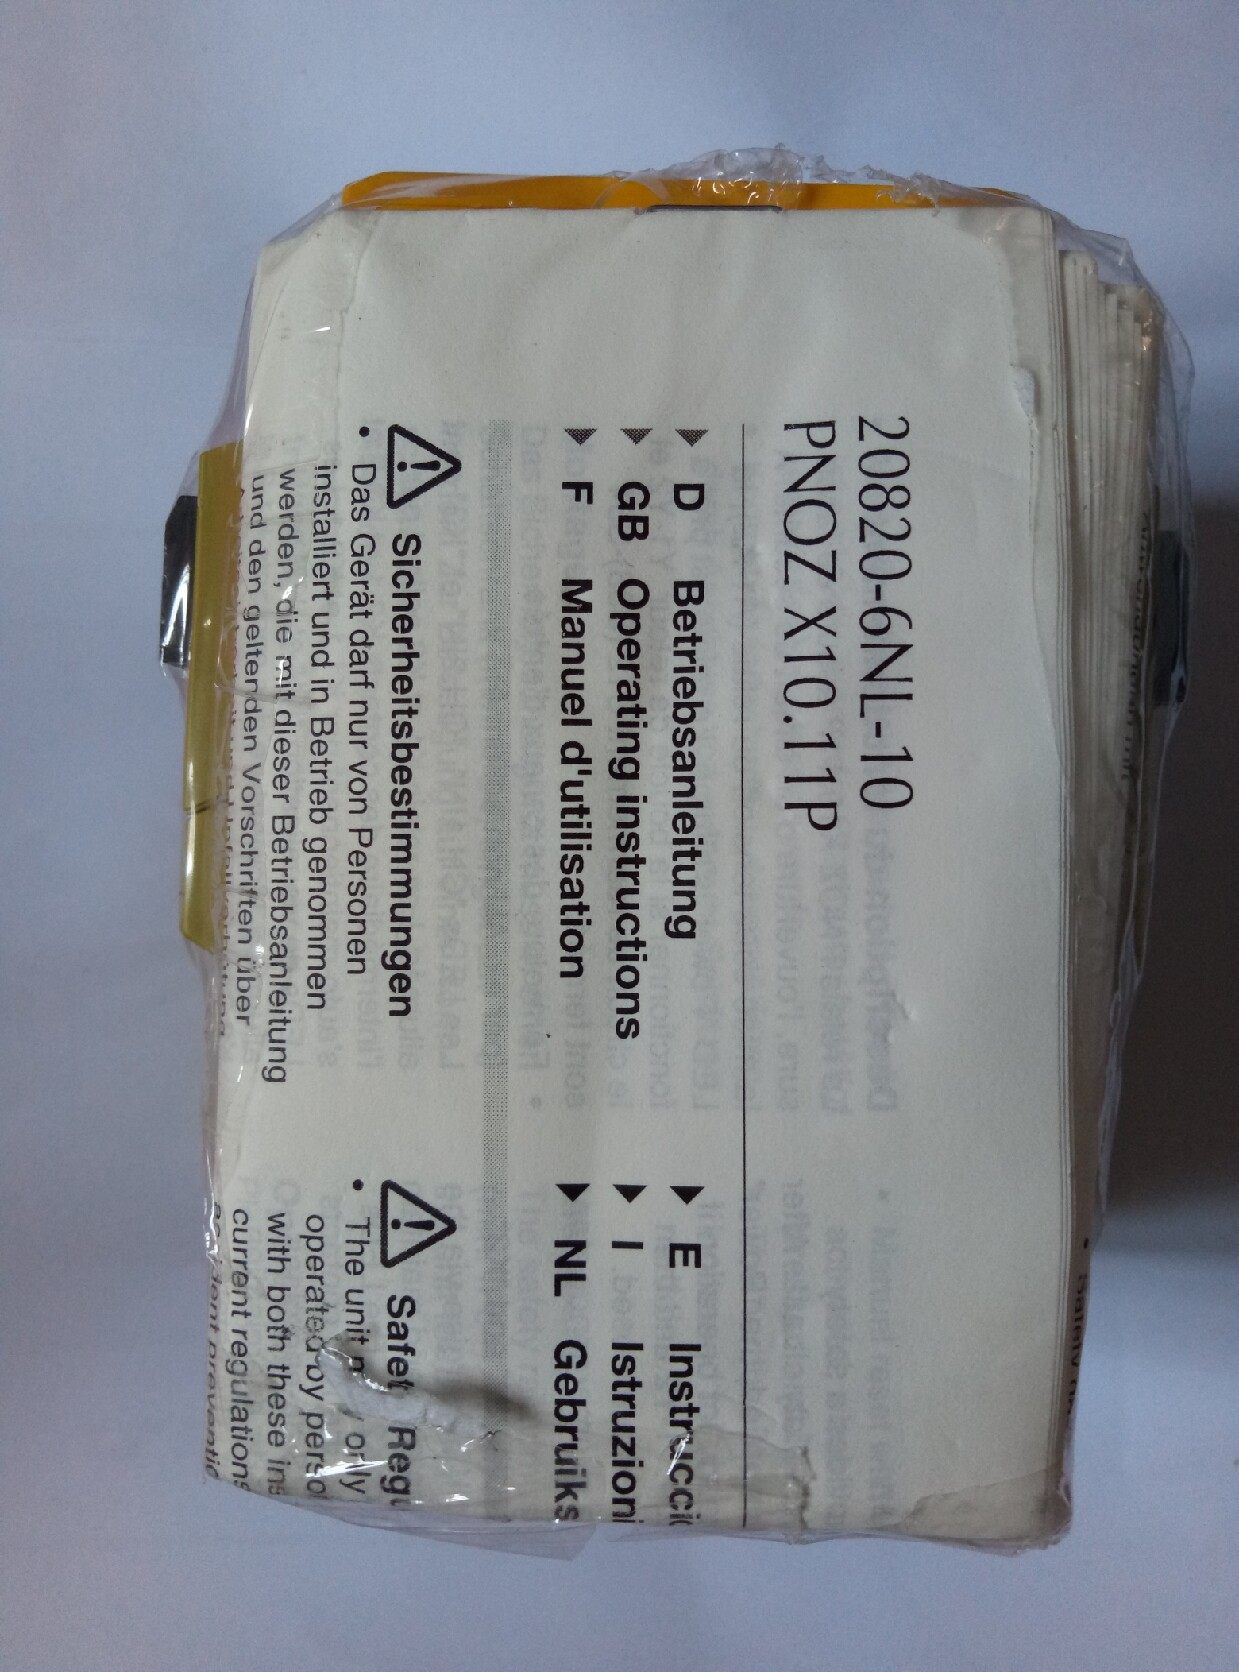 20820-6NL-10
PNOZ X10.11P
D Betriebsanleitung
GB Operating instructions
F Manuel d'utilisation
E
I Istruzioni
NL
Sicherheitsbestimmungen
• Das Gerät darf nur von Personen
installiert und in Betrieb genommen
werden, die mit dieser Betriebsanleitung
und den geltenden Vorschriften über
• The unit only
operated by
with both these
current regulations